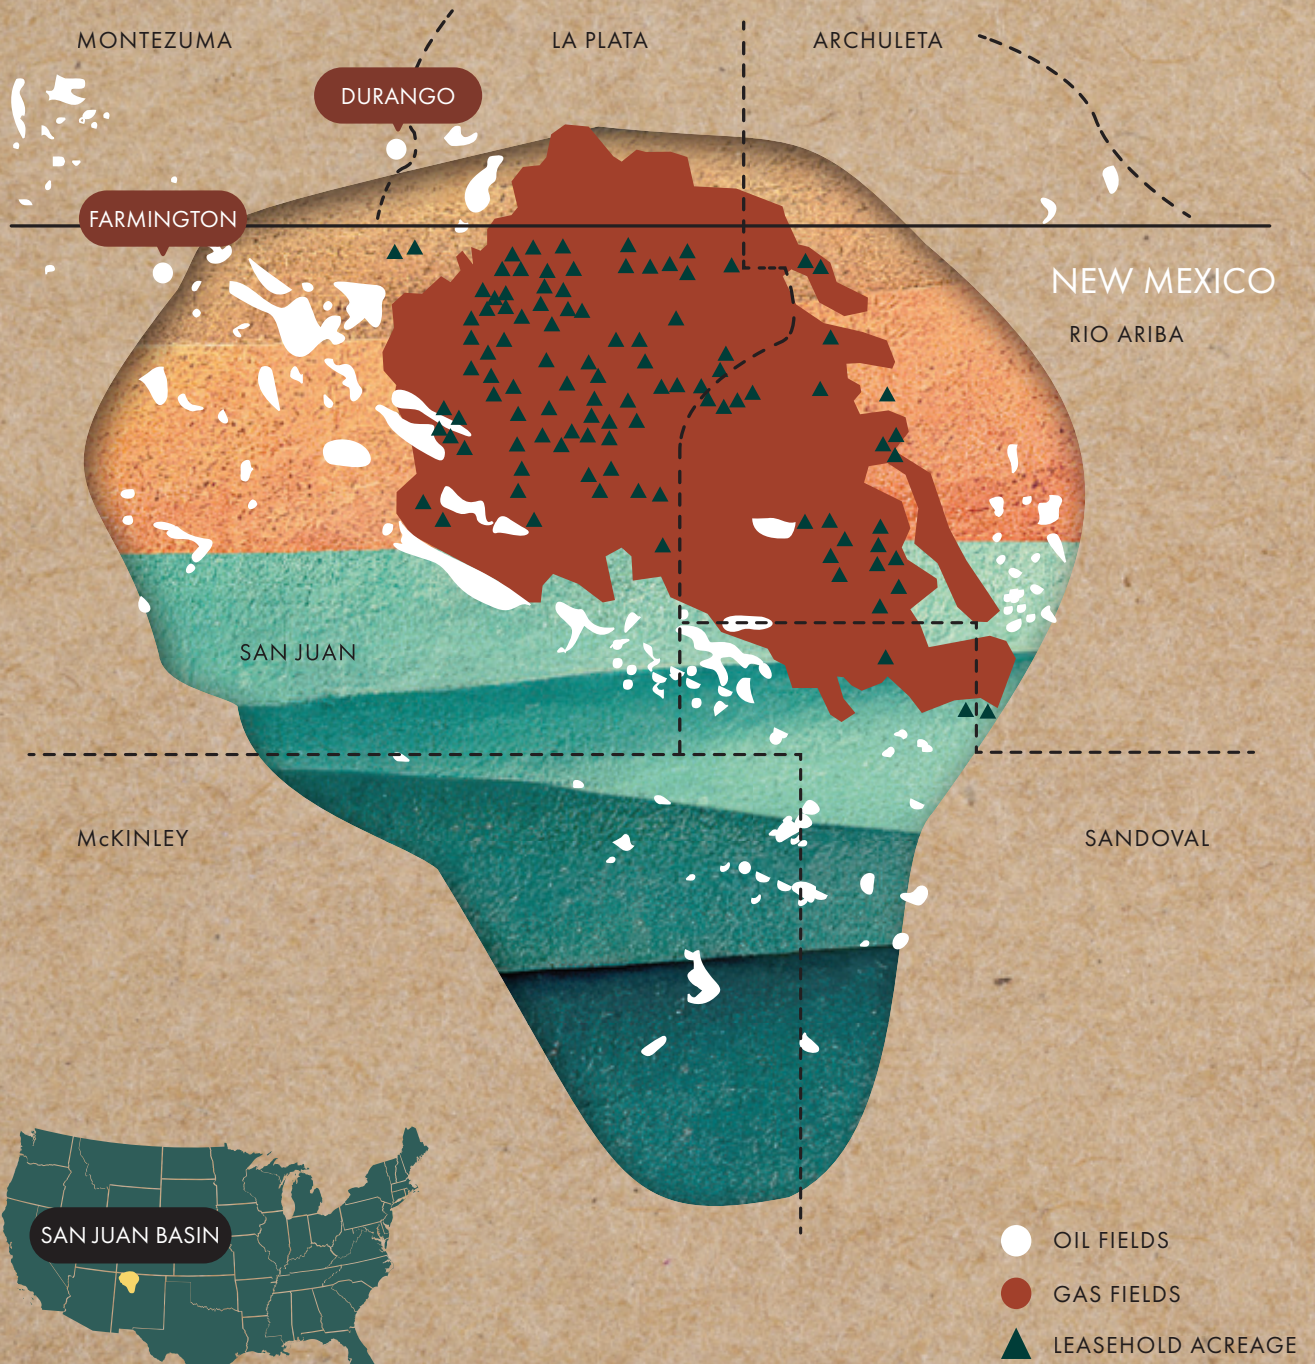 MONTEZUMA
LA PLATA
ARCHULETA
DURANGO
FARMINGTON
NEW MEXICO
RIO ARIBA
SAN JUAN
McKINLEY
SANDOVAL
SAN JUAN BASIN
OIL FIELDS
GAS FIELDS
LEASEHOLD ACREAGE